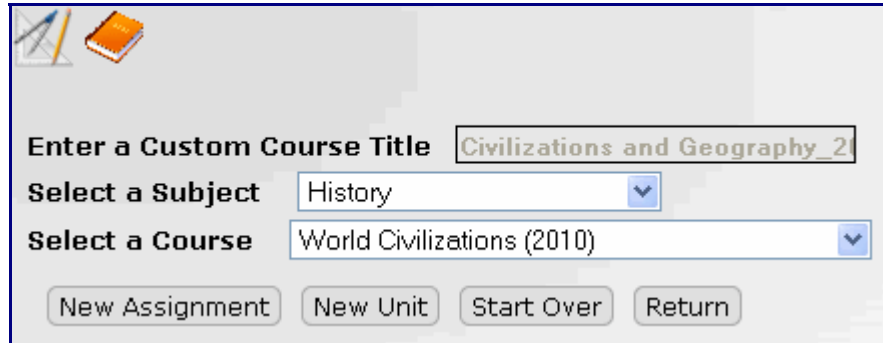 Enter a Custom Course Title Civilizations and Geography_20
Select a Subject History
Select a Course World Civilizations (2010)
New Assignment New Unit Start Over Return